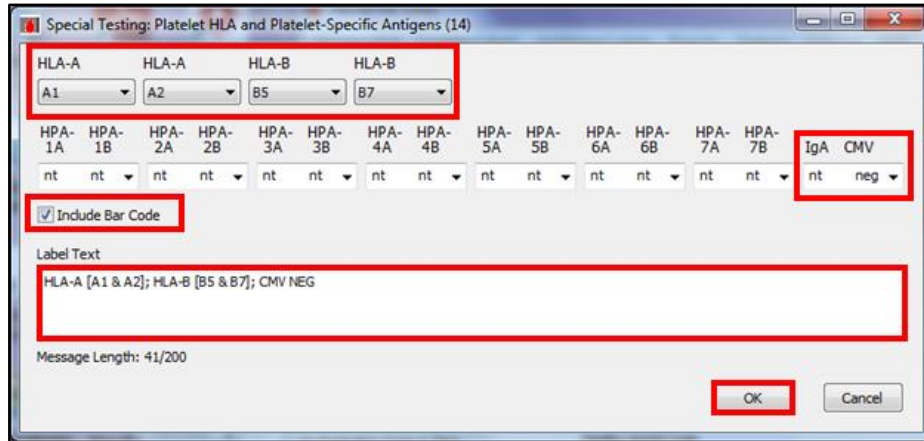 Special Testing: Platelet HLA and Platelet-Specific Antigens (14)
HLA-A HLA-A HLA-B HLA-B
A1 A2 B5 B7
HPA- HPA- HPA- HPA- HPA- HPA- HPA- HPA- HPA- HPA- HPA- HPA- HPA- HPA-
1A 1B 2A 2B 3A 3B 4A 4B 5A 5B 6A 6B 7A 7B IgA CMV
nt nt nt nt nt nt nt nt nt nt nt nt nt nt nt neg
Include Bar Code
Label Text
HLA-A [A1 & A2]; HLA-B [B5 & B7]; CMV NEG
Message Length: 41/200
OK Cancel